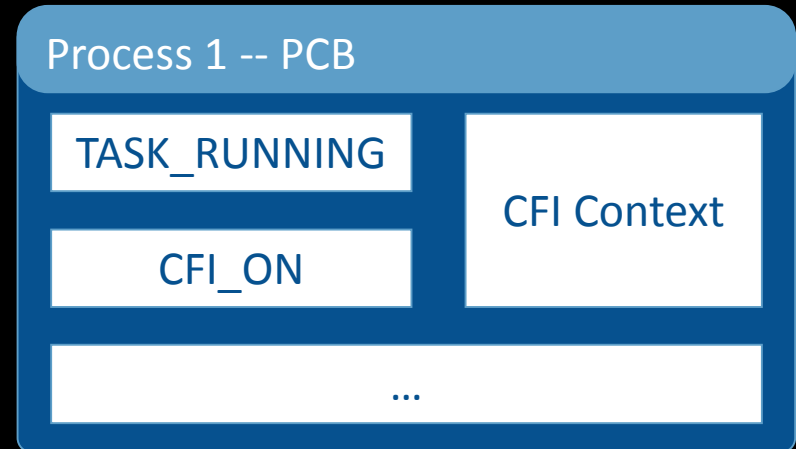 Process 1 -- PCB
TASK_RUNNING
CFI_ON
CFI Context
...